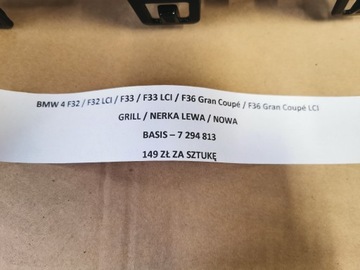 BMW 4 F32 / F32 LCI / F33 / F33 LCI / F36 Gran Coupé / F36 Gran Coupé LCI
GRILL / NERKA LEWA / NOWA
BASIS – 7 294 813
149 ZŁ ZA SZTUKĘ